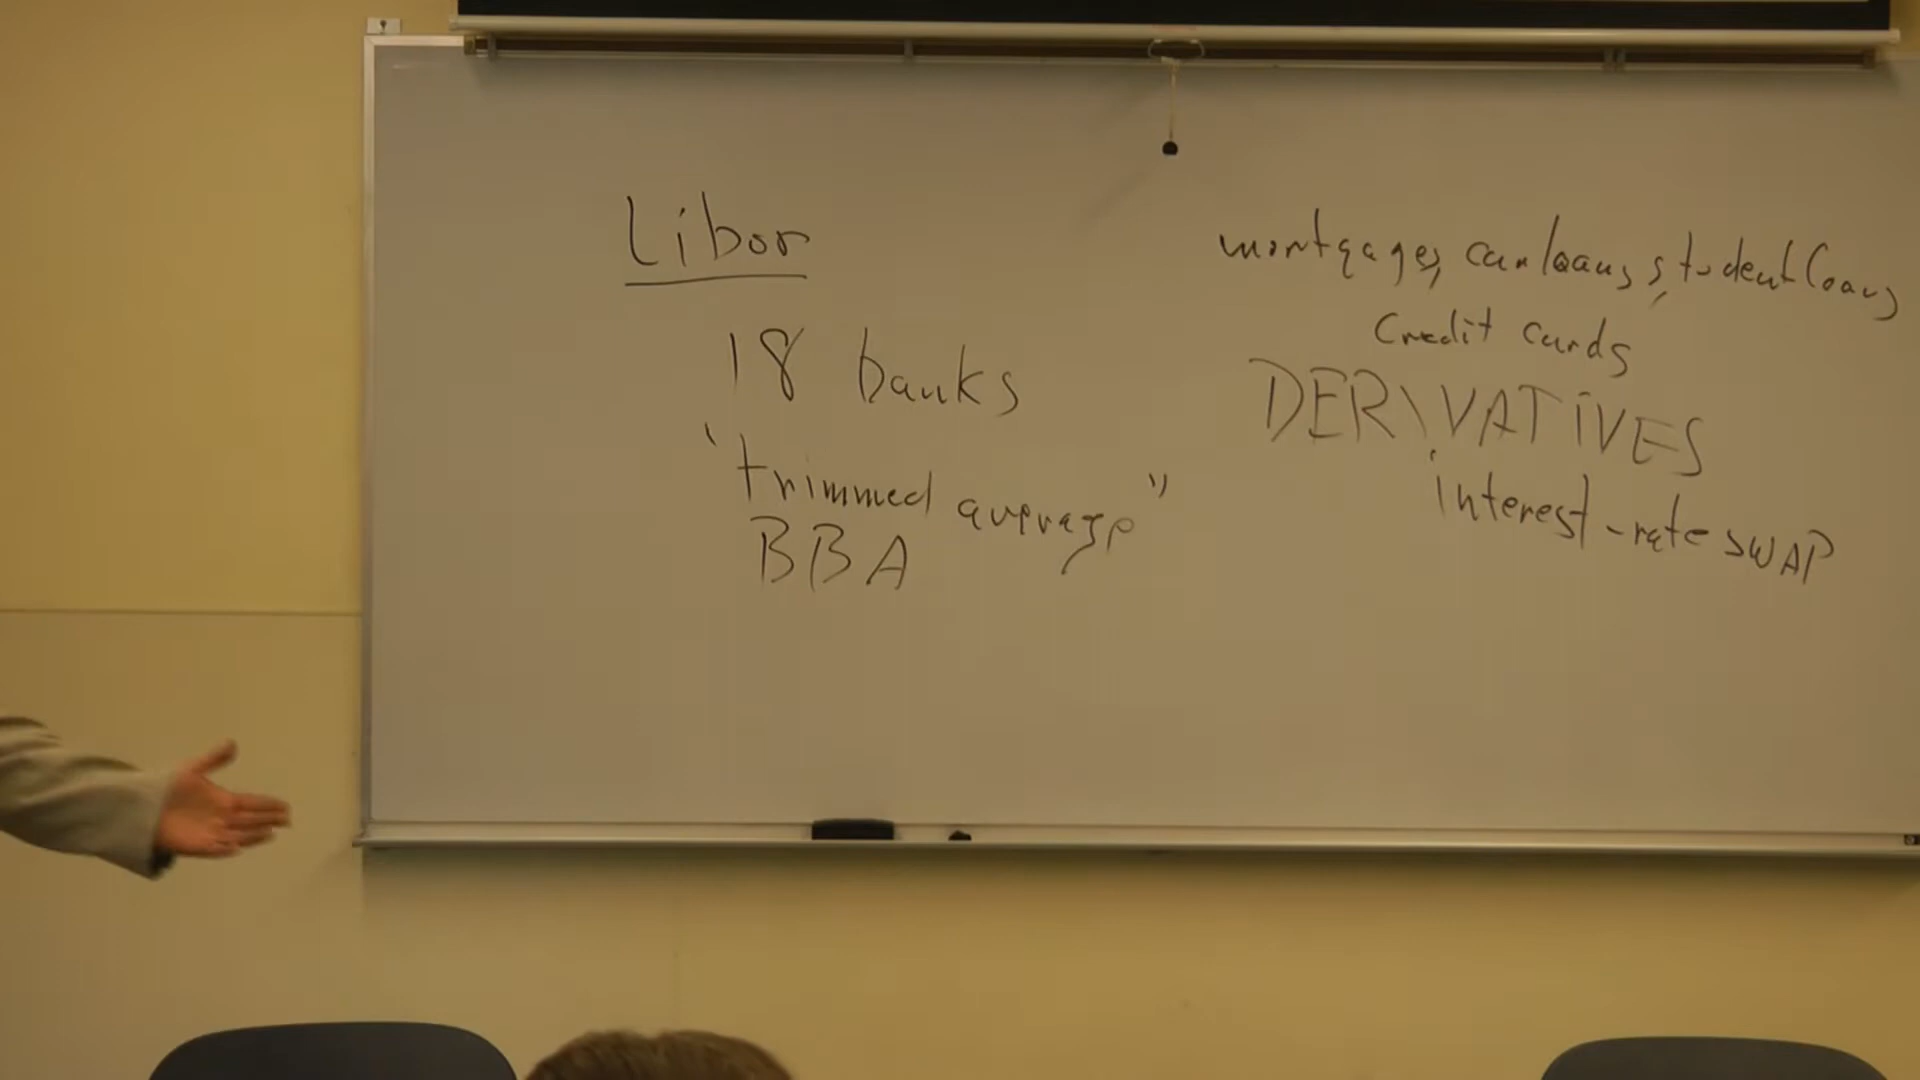 Libor
18 banks
"trimmed average"
BBA
mortgages, car loans, student loans
Credit cards
DERIVATIVES
interest-rate SWAP